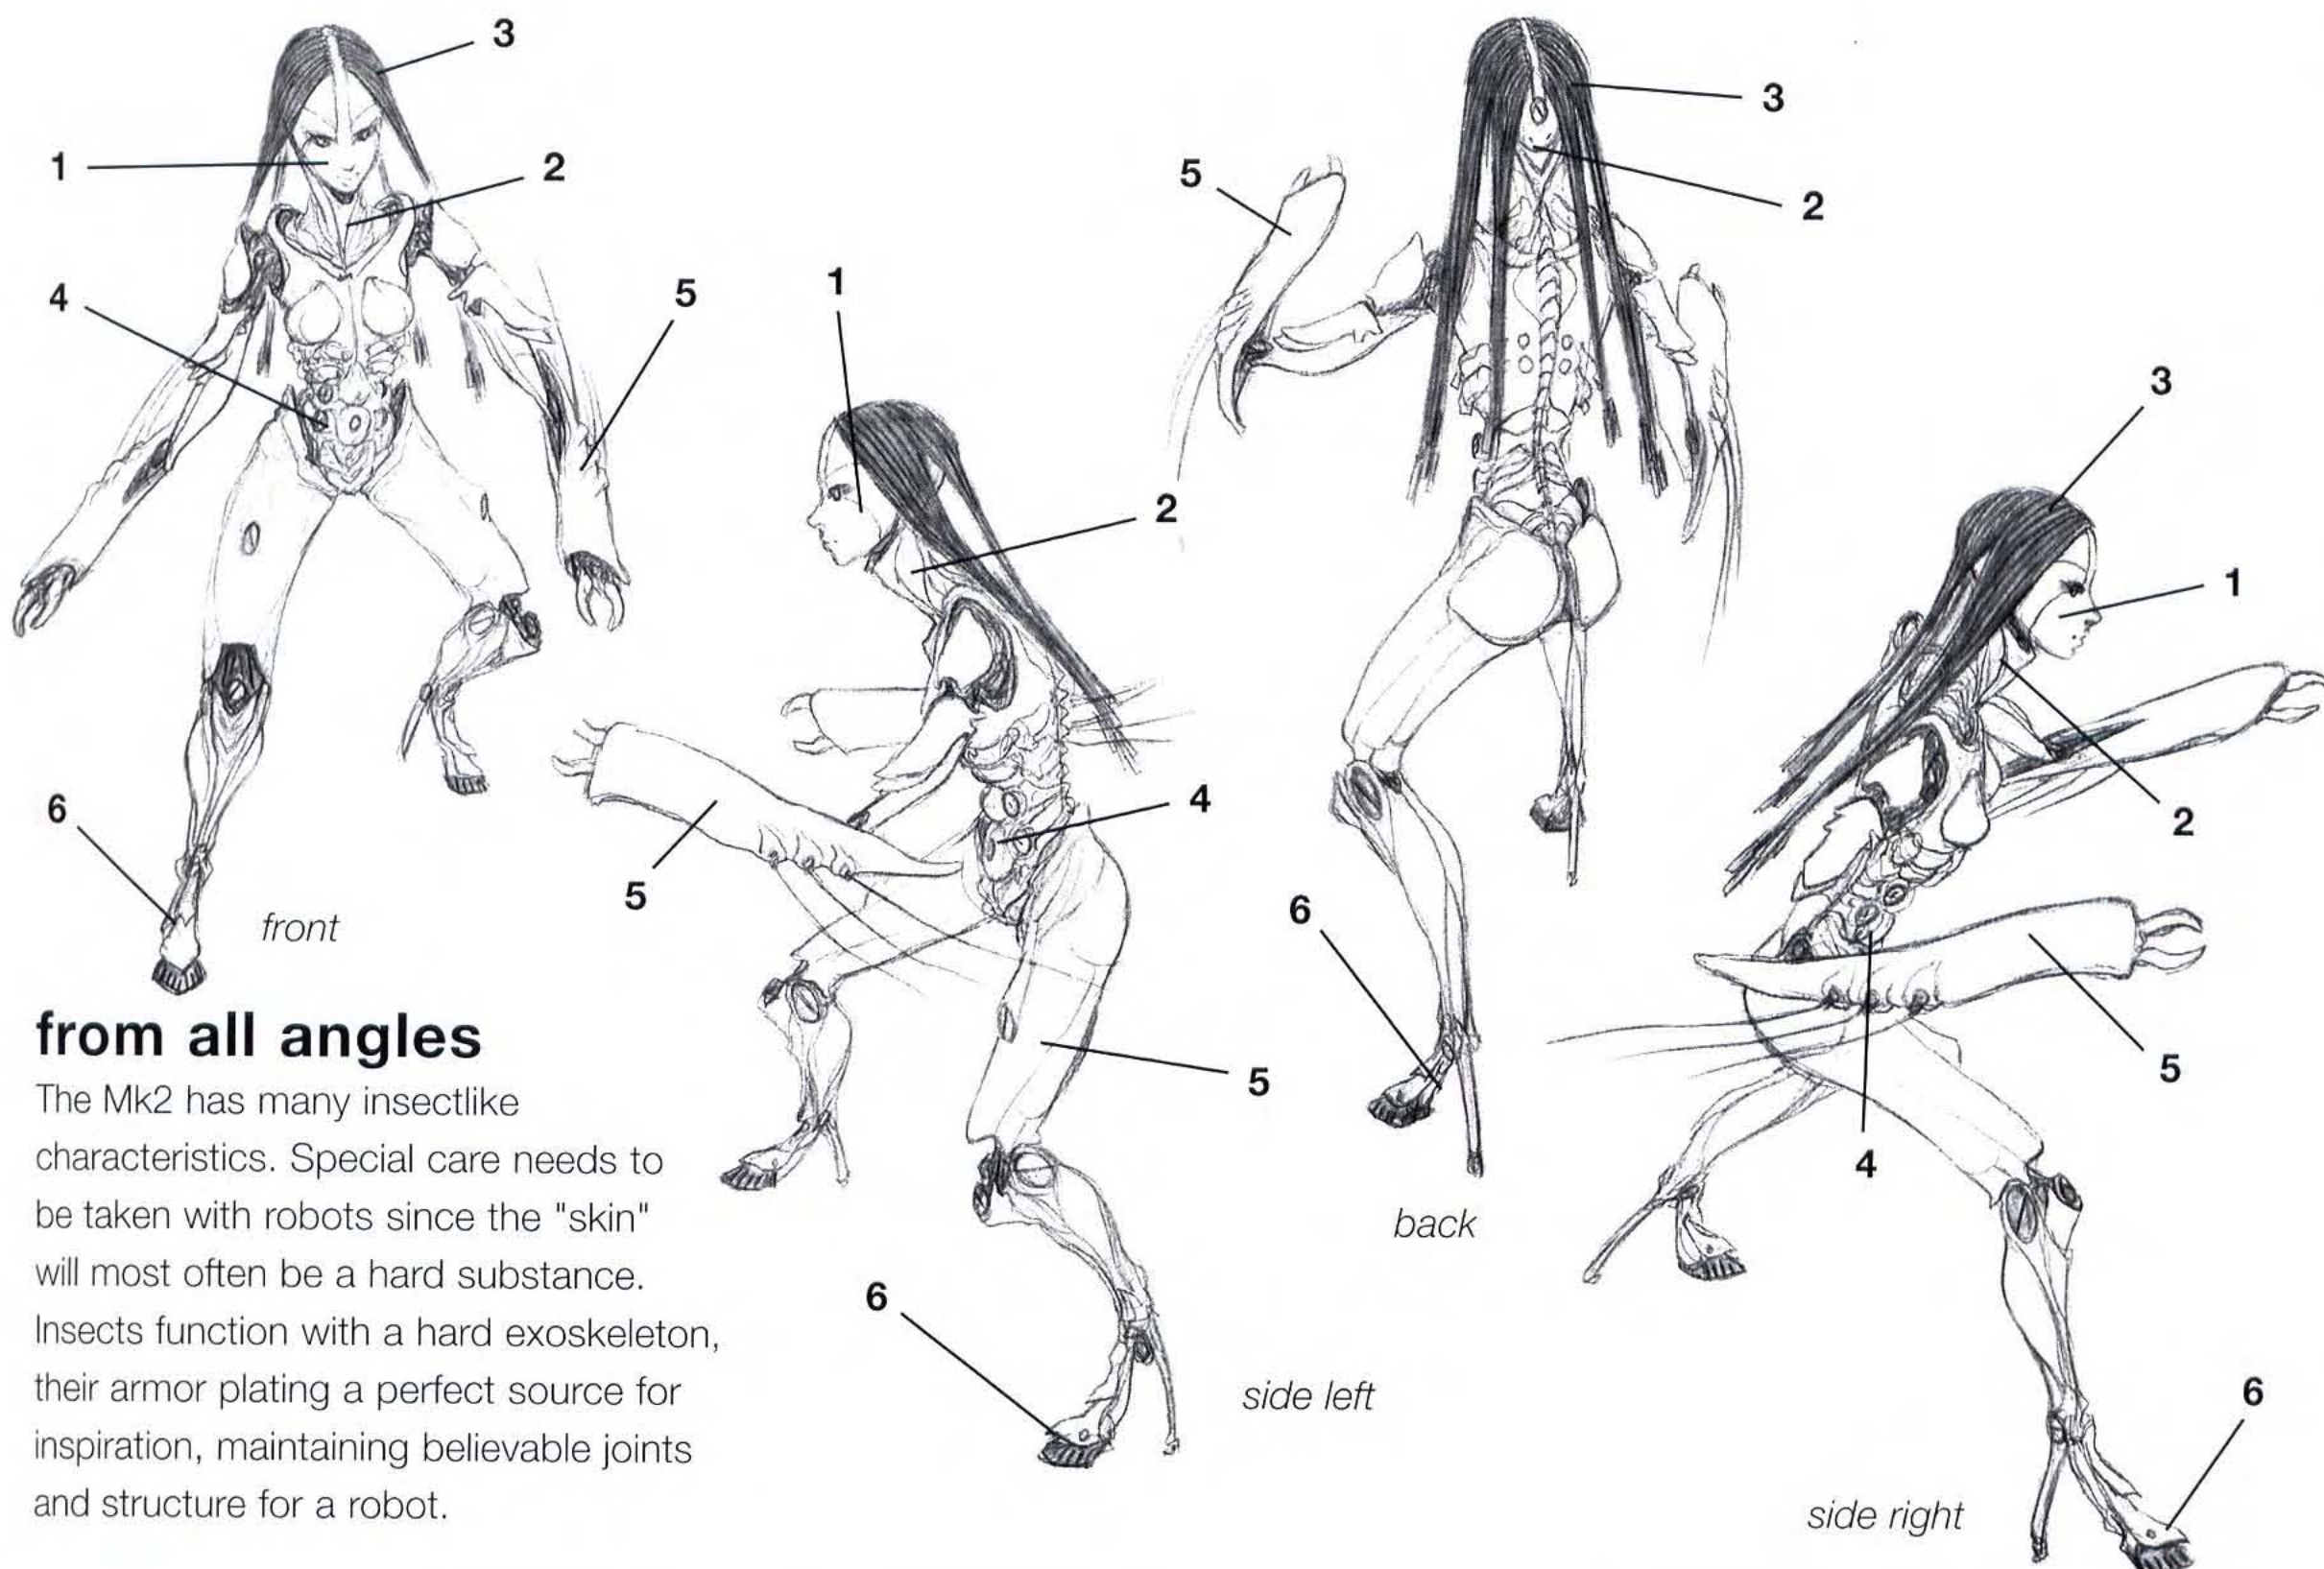 3
1
2
4
5
front
6
1
2
4
5
5
6
side left
3
5
2
6
back
3
1
2
5
4
6
side right
from all angles
The Mk2 has many insectlike
characteristics. Special care needs to
be taken with robots since the "skin"
will most often be a hard substance.
Insects function with a hard exoskeleton,
their armor plating a perfect source for
inspiration, maintaining believable joints
and structure for a robot.